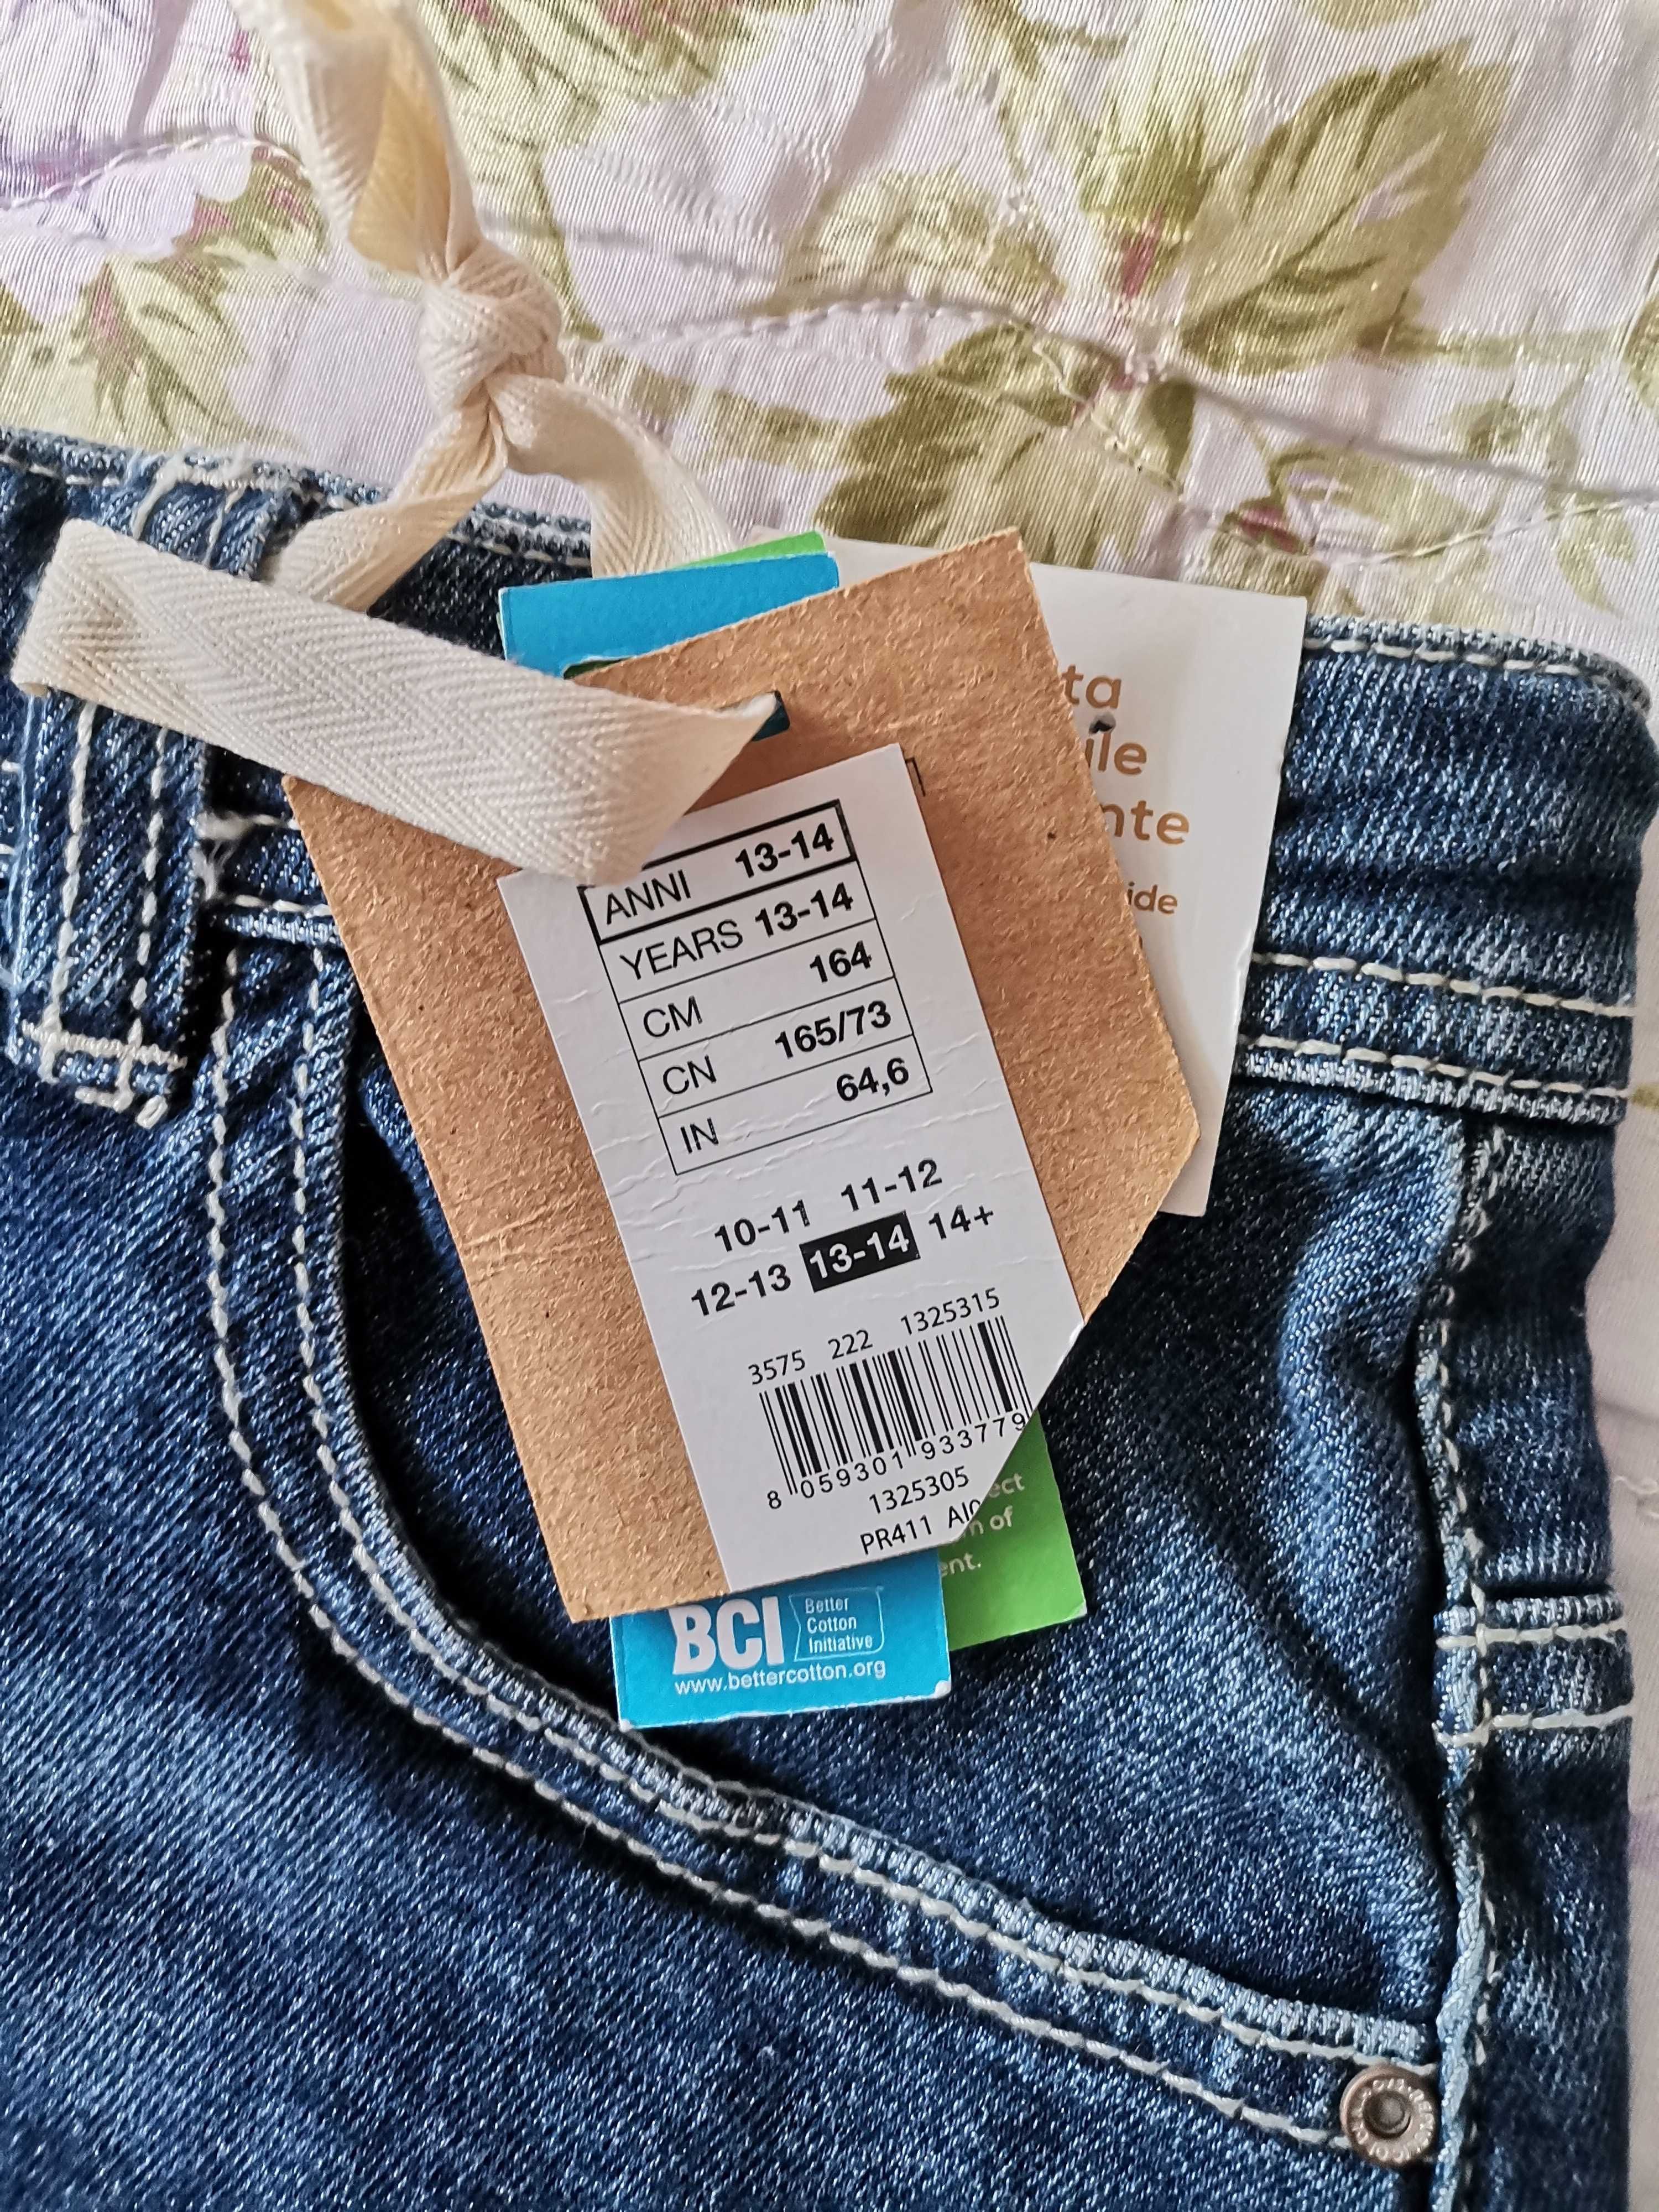 ANNI 13-14
YEARS 13-14
CM 164
CN 165/73
IN 64,6
10-11 11-12
12-13 13-14 14+
3575 222 1325315
8 059301 933779
1325305
PR411
BCI
Better
Cotton
Initiative
www.bettercotton.org
of